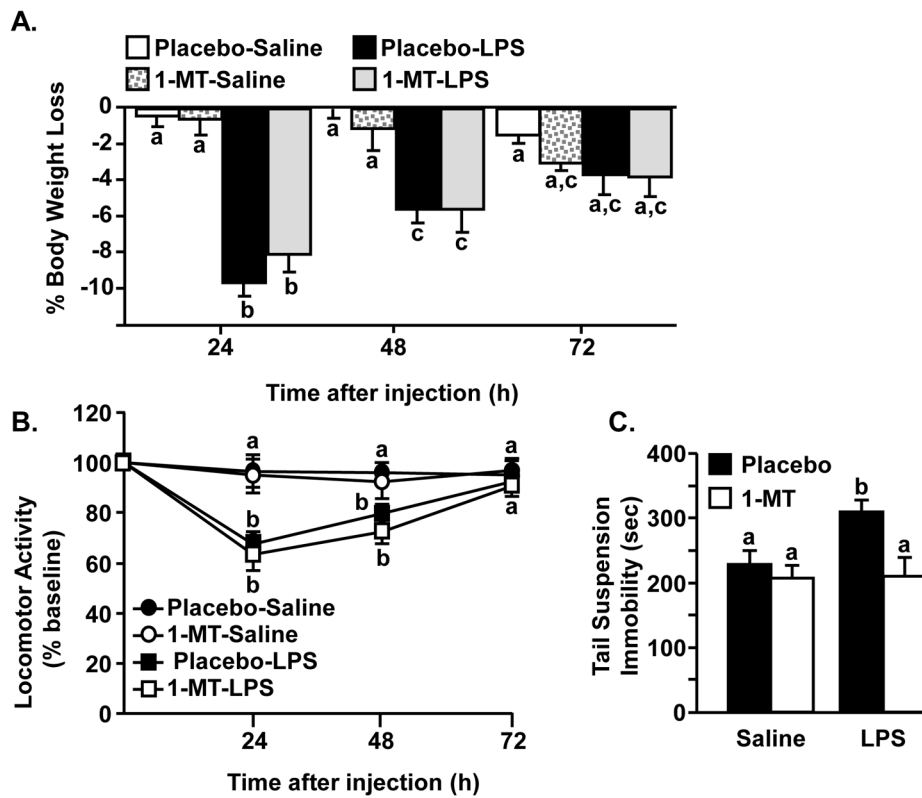 A.
Placebo-Saline Placebo-LPS
1-MT-Saline 1-MT-LPS
% Body Weight Loss
0
-2
-4
-6
-8
-10
a a b b a a c c a a,c a,c a,c
24 48 72
Time after injection (h)
B.
Locomotor Activity
(% baseline)
120
100
80
60
40
20
0
a a a
b b
b b a
Placebo-Saline
1-MT-Saline
Placebo-LPS
1-MT-LPS
24 48 72
Time after injection (h)
C.
Tail Suspension
Immobility (sec)
400
300
200
100
0
Placebo
1-MT
a a b a
Saline LPS